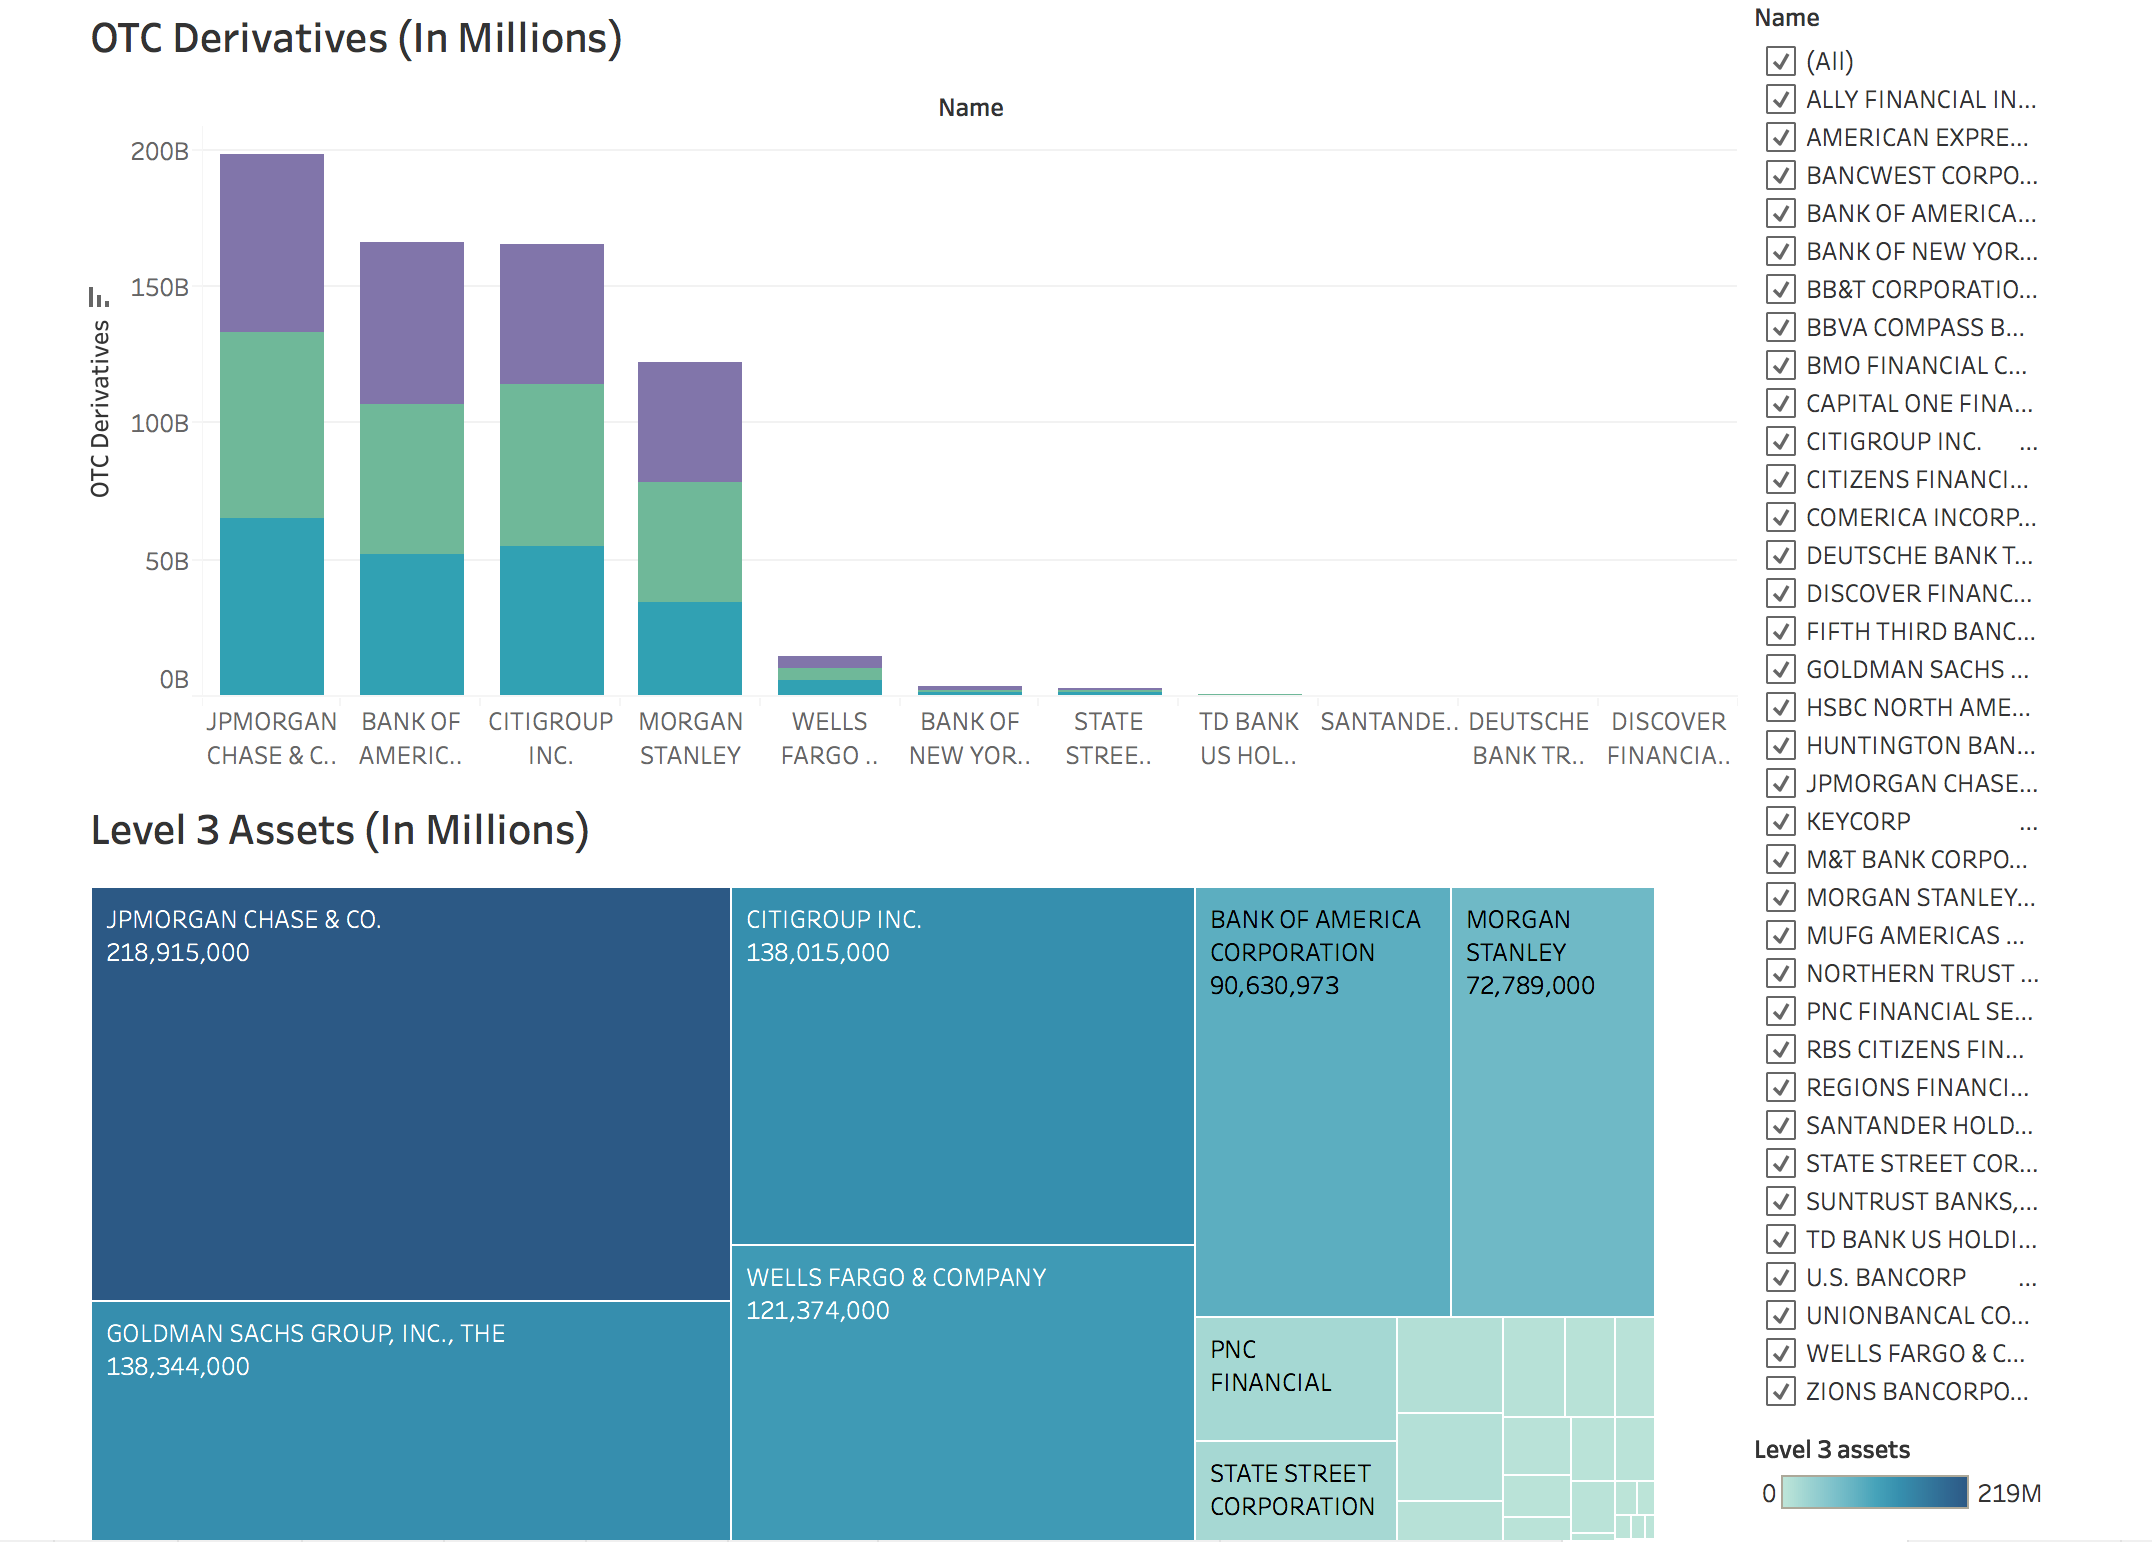 OTC Derivatives (In Millions)
Name
200B
150B
100B
50B
0B
OTC Derivatives
JPMORGAN
CHASE & C..
BANK OF
AMERIC..
CITIGROUP
INC.
MORGAN
STANLEY
WELLS
FARGO ..
BANK OF
NEW YOR..
STATE
STREE..
TD BANK
US HOL..
SANTANDE..
DEUTSCHE
BANK TR..
DISCOVER
FINANCIA..
Level 3 Assets (In Millions)
JPMORGAN CHASE & CO.
218,915,000
GOLDMAN SACHS GROUP, INC., THE
138,344,000
CITIGROUP INC.
138,015,000
WELLS FARGO & COMPANY
121,374,000
BANK OF AMERICA
CORPORATION
90,630,973
MORGAN
STANLEY
72,789,000
PNC
FINANCIAL
STATE STREET
CORPORATION
Name
(All)
ALLY FINANCIAL IN...
AMERICAN EXPRE...
BANCWEST CORPO...
BANK OF AMERICA...
BANK OF NEW YOR...
BB&T CORPORATIO...
BBVA COMPASS B...
BMO FINANCIAL C...
CAPITAL ONE FINA...
CITIGROUP INC. ...
CITIZENS FINANCI...
COMERICA INCORP...
DEUTSCHE BANK T...
DISCOVER FINANC...
FIFTH THIRD BANC...
GOLDMAN SACHS ...
HSBC NORTH AME...
HUNTINGTON BAN...
JPMORGAN CHASE...
KEYCORP ...
M&T BANK CORPO...
MORGAN STANLEY...
MUFG AMERICAS ...
NORTHERN TRUST ...
PNC FINANCIAL SE...
RBS CITIZENS FIN...
REGIONS FINANCI...
SANTANDER HOLD...
STATE STREET COR...
SUNTRUST BANKS,...
TD BANK US HOLDI...
U.S. BANCORP ...
UNIONBANCAL CO...
WELLS FARGO & C...
ZIONS BANCORPO...
Level 3 assets
0 219M